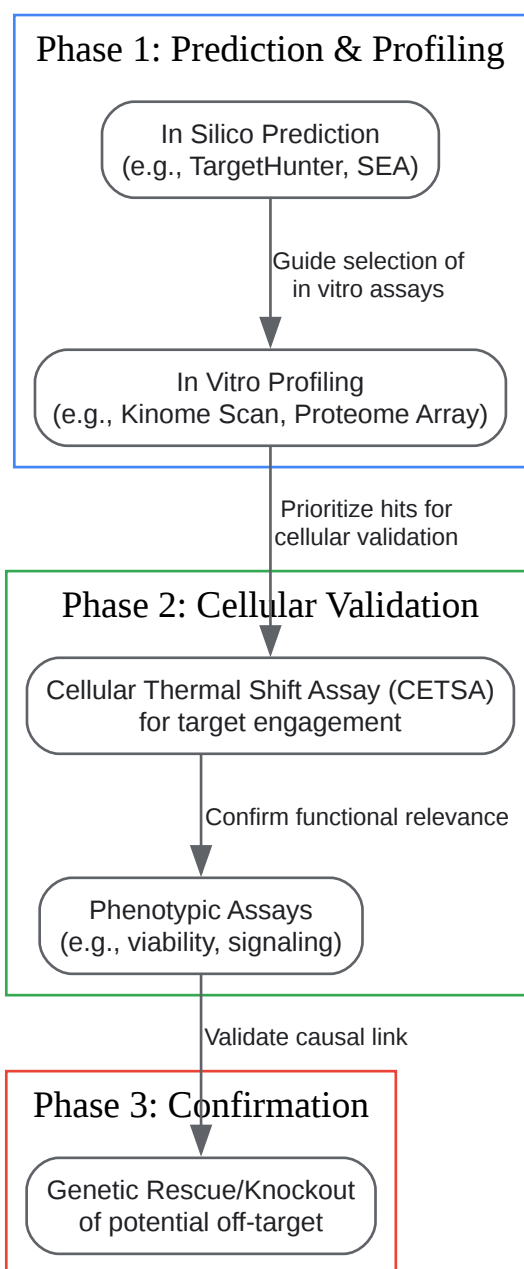 Phase 1: Prediction & Profiling
In Silico Prediction
(e.g., TargetHunter, SEA)
Guide selection of
in vitro assays
In Vitro Profiling
(e.g., Kinome Scan, Proteome Array)
Prioritize hits for
cellular validation
Phase 2: Cellular Validation
Cellular Thermal Shift Assay (CETSA)
for target engagement
Confirm functional relevance
Phenotypic Assays
(e.g., viability, signaling)
Validate causal link
Phase 3: Confirmation
Genetic Rescue/Knockout
of potential off-target